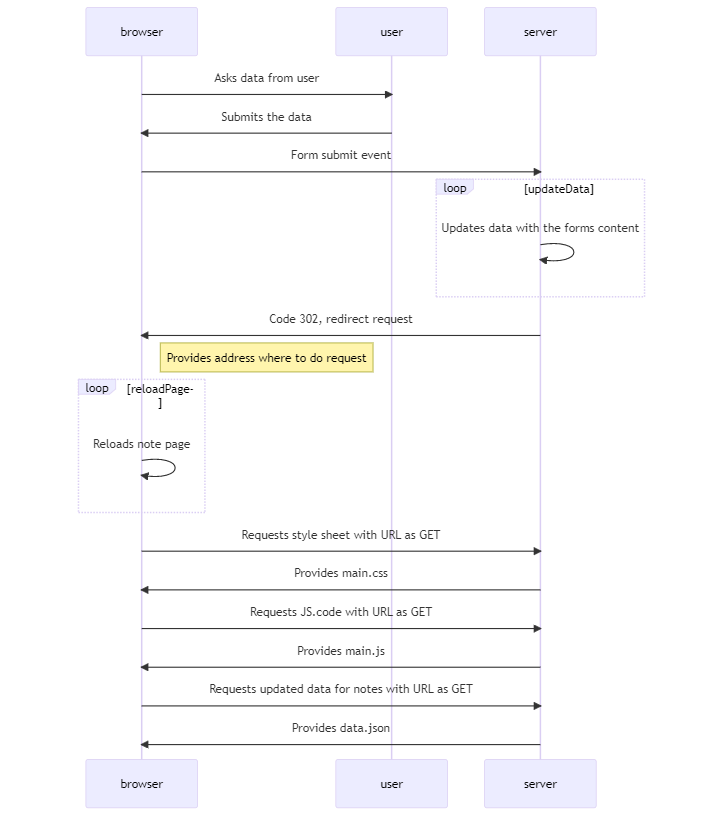 browser
user
server
Asks data from user
Submits the data
Form submit event
loop
[updateData]
Updates data with the forms content
Code 302, redirect request
Provides address where to do request
loop
[reloadPage-
]
Reloads note page
Requests style sheet with URL as GET
Provides main.css
Requests JS.code with URL as GET
Provides main.js
Requests updated data for notes with URL as GET
Provides data.json
browser
user
server